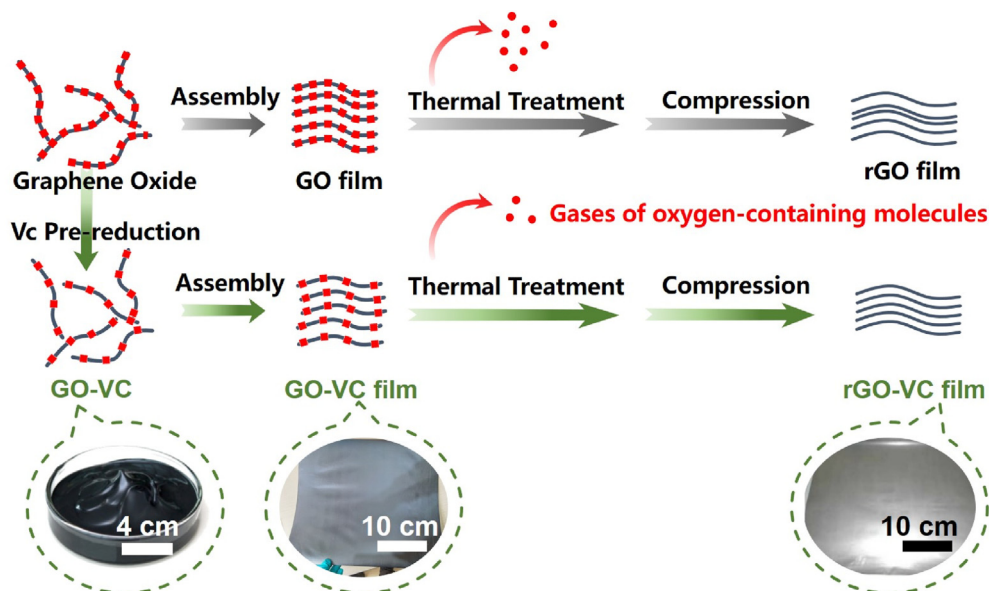 Assembly
Thermal Treatment
Compression
Graphene Oxide
GO film
rGO film
Gases of oxygen-containing molecules
Vc Pre-reduction
Assembly
Thermal Treatment
Compression
GO-VC
GO-VC film
rGO-VC film
4 cm
10 cm
10 cm